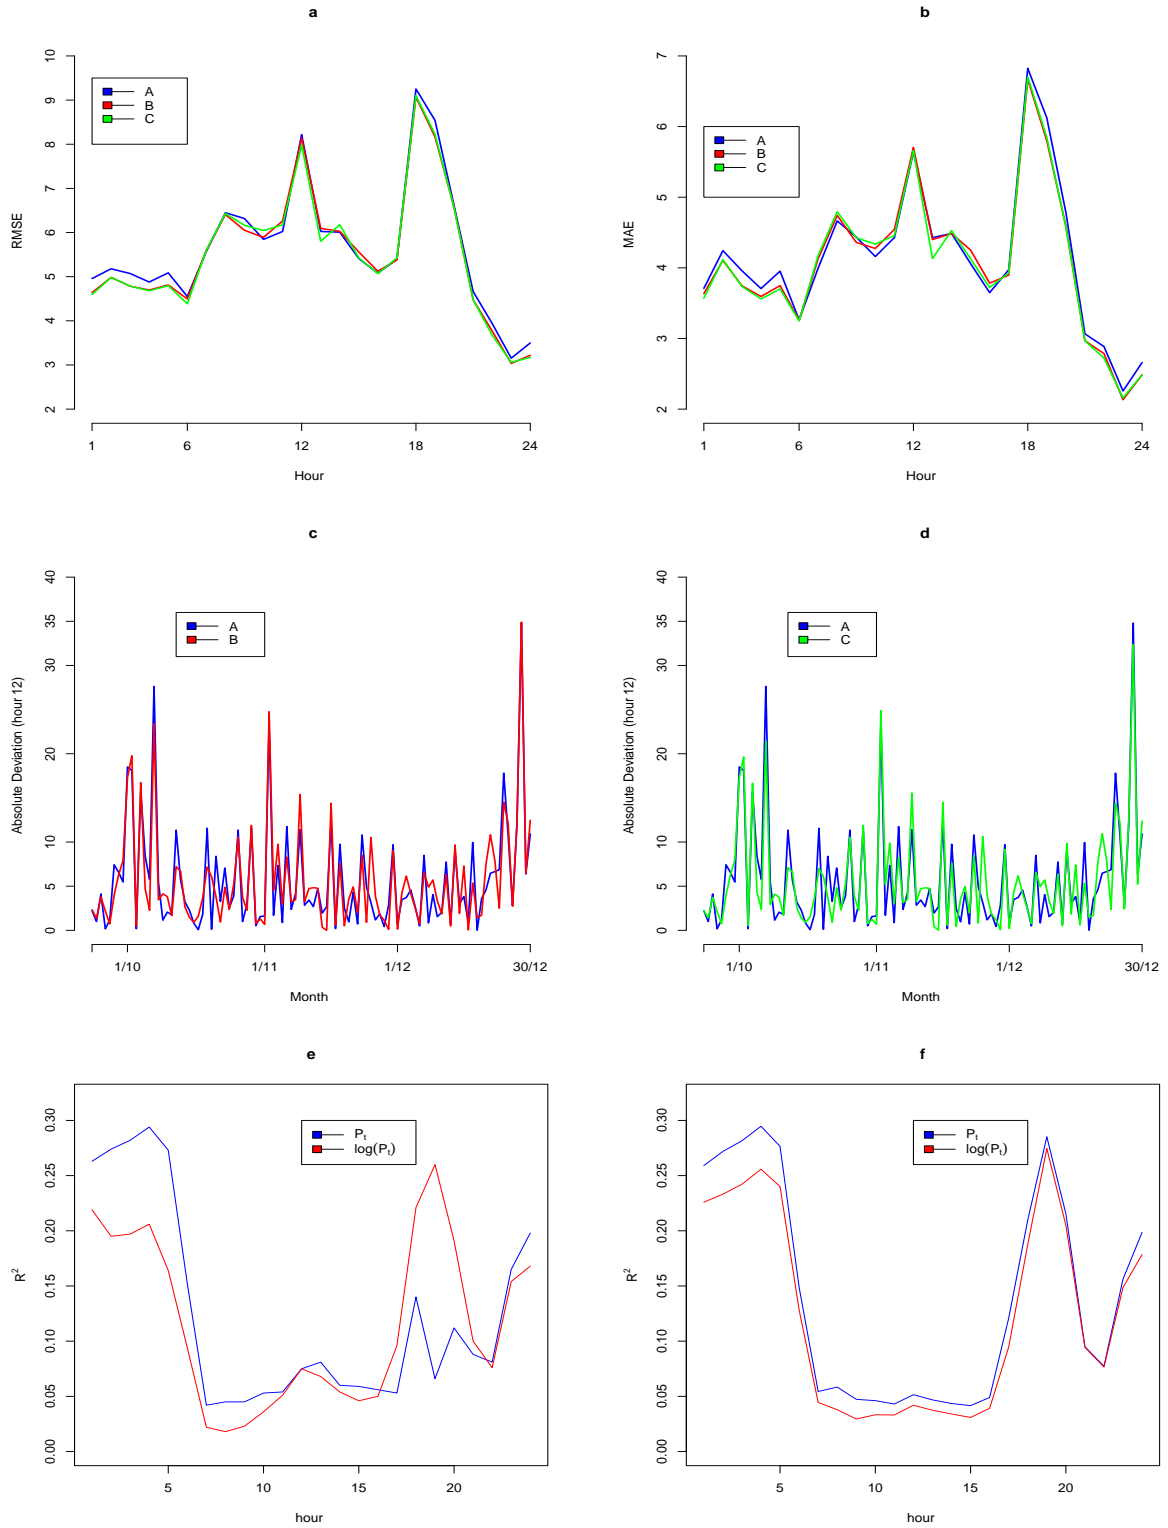 a
RMSE
2 3 4 5 6 7 8 9 10
A
B
C
1 6 12 18 24
Hour
b
MAE
2 3 4 5 6 7
A
B
C
1 6 12 18 24
Hour
c
Absolute Deviation (hour 12)
0 5 10 20 30 35 40
A
B
1/10 1/11 1/12 30/12
Month
d
Absolute Deviation (hour 12)
0 5 10 20 30 35 40
A
C
1/10 1/11 1/12 30/12
Month
e
R²
0.00 0.05 0.10 0.15 0.20 0.25 0.30
Pₜ
log(Pₜ)
5 10 15 20
hour
f
R²
0.00 0.05 0.10 0.15 0.20 0.25 0.30
Pₜ
log(Pₜ)
5 10 15 20
hour